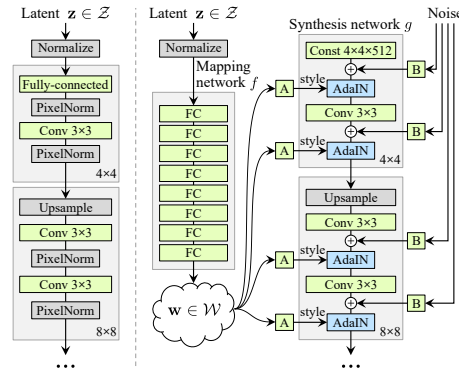 Latent z ∈ Z
Normalize
Fully-connected
PixelNorm
Conv 3×3
PixelNorm
4×4
Upsample
Conv 3×3
PixelNorm
Conv 3×3
PixelNorm
8×8
...
Latent z ∈ Z
Normalize
Mapping
network f
FC
FC
FC
FC
FC
FC
FC
FC
w ∈ W
Synthesis network g
Noise
Const 4×4×512
B
A
style
AdaIN
Conv 3×3
B
A
style
AdaIN
4×4
Upsample
Conv 3×3
B
A
style
AdaIN
Conv 3×3
B
A
style
AdaIN
8×8
...